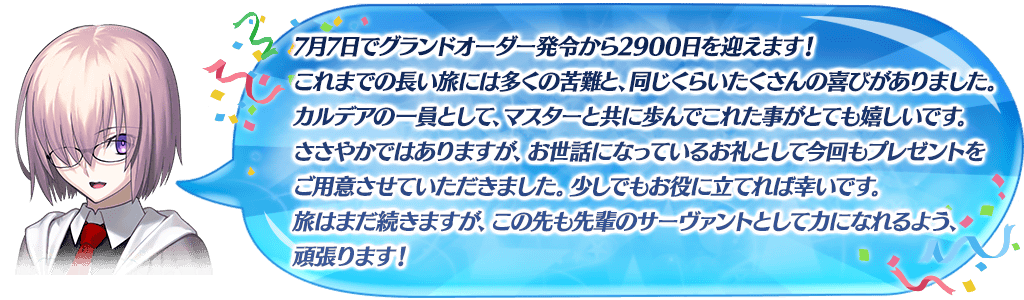 7月7日でグランドオーダー発令から2900日を迎えます!
これまでの長い旅には多くの苦難と、同じくらいたくさんの喜びがありました。
カルデアの一員として、マスターと共に歩んでこれた事がとても嬉しいです。
ささやかではありますが、お世話になっているお礼として今回もプレゼントを
ご用意させていただきました。少しでもお役に立てれば幸いです。
旅はまだ続きますが、この先も先輩のサーヴァントとして力になれるよう、
頑張ります!